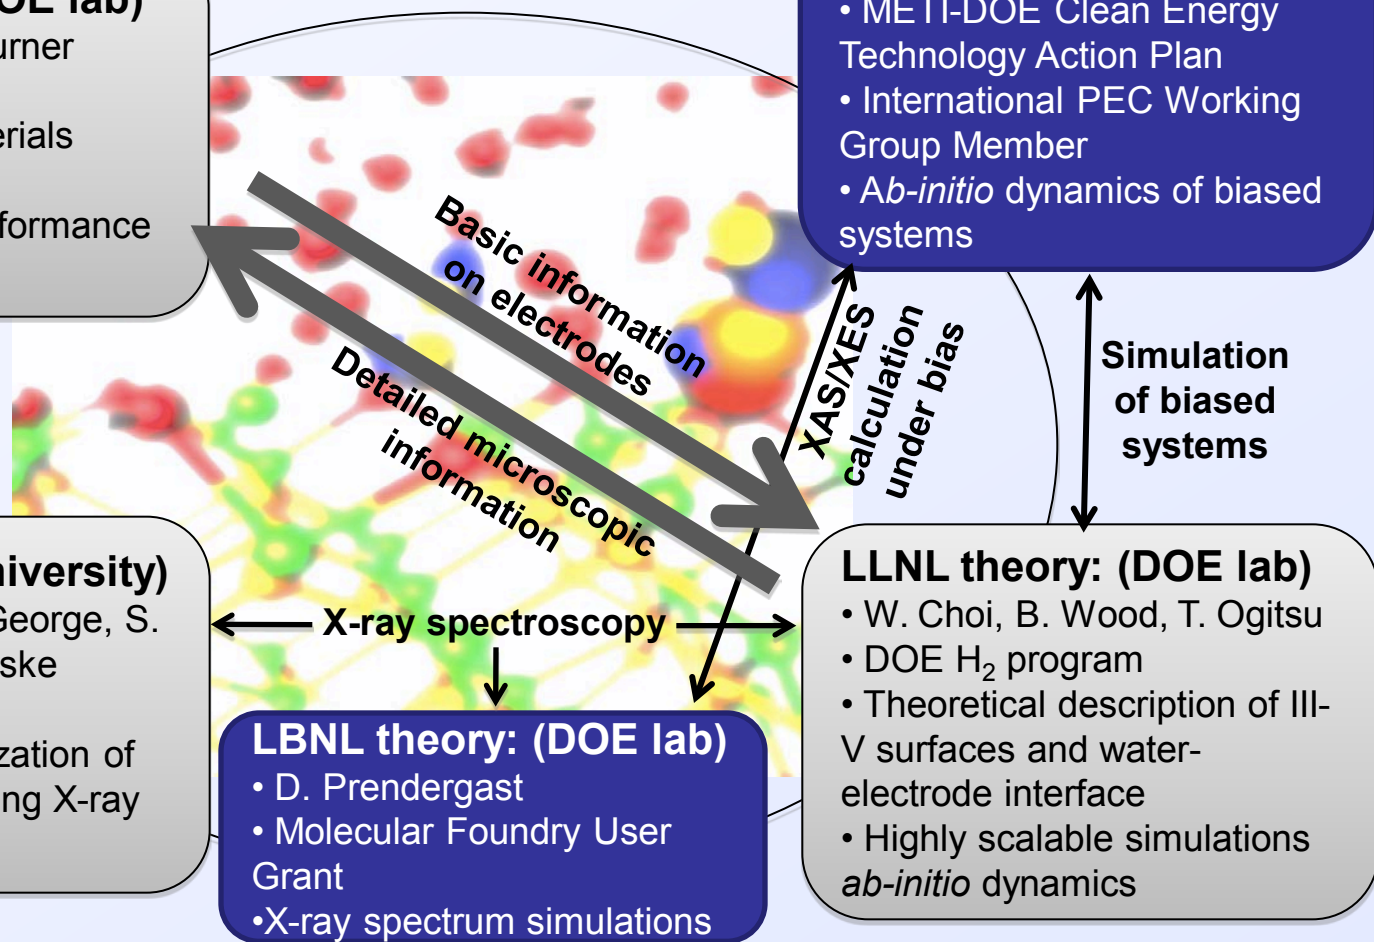 OE lab)
urner
erials
formance
• METI-DOE Clean Energy
Technology Action Plan
• International PEC Working
Group Member
• Ab-initio dynamics of biased
systems
Basic information
on electrodes
Detailed microscopic
information
XAS/XES
calculation
under bias
Simulation
of biased
systems
niversity)
George, S.
ske
zation of
ng X-ray
X-ray spectroscopy
LBNL theory: (DOE lab)
• D. Prendergast
• Molecular Foundry User
Grant
•X-ray spectrum simulations
LLNL theory: (DOE lab)
• W. Choi, B. Wood, T. Ogitsu
• DOE H₂ program
• Theoretical description of III-
V surfaces and water-
electrode interface
• Highly scalable simulations
ab-initio dynamics